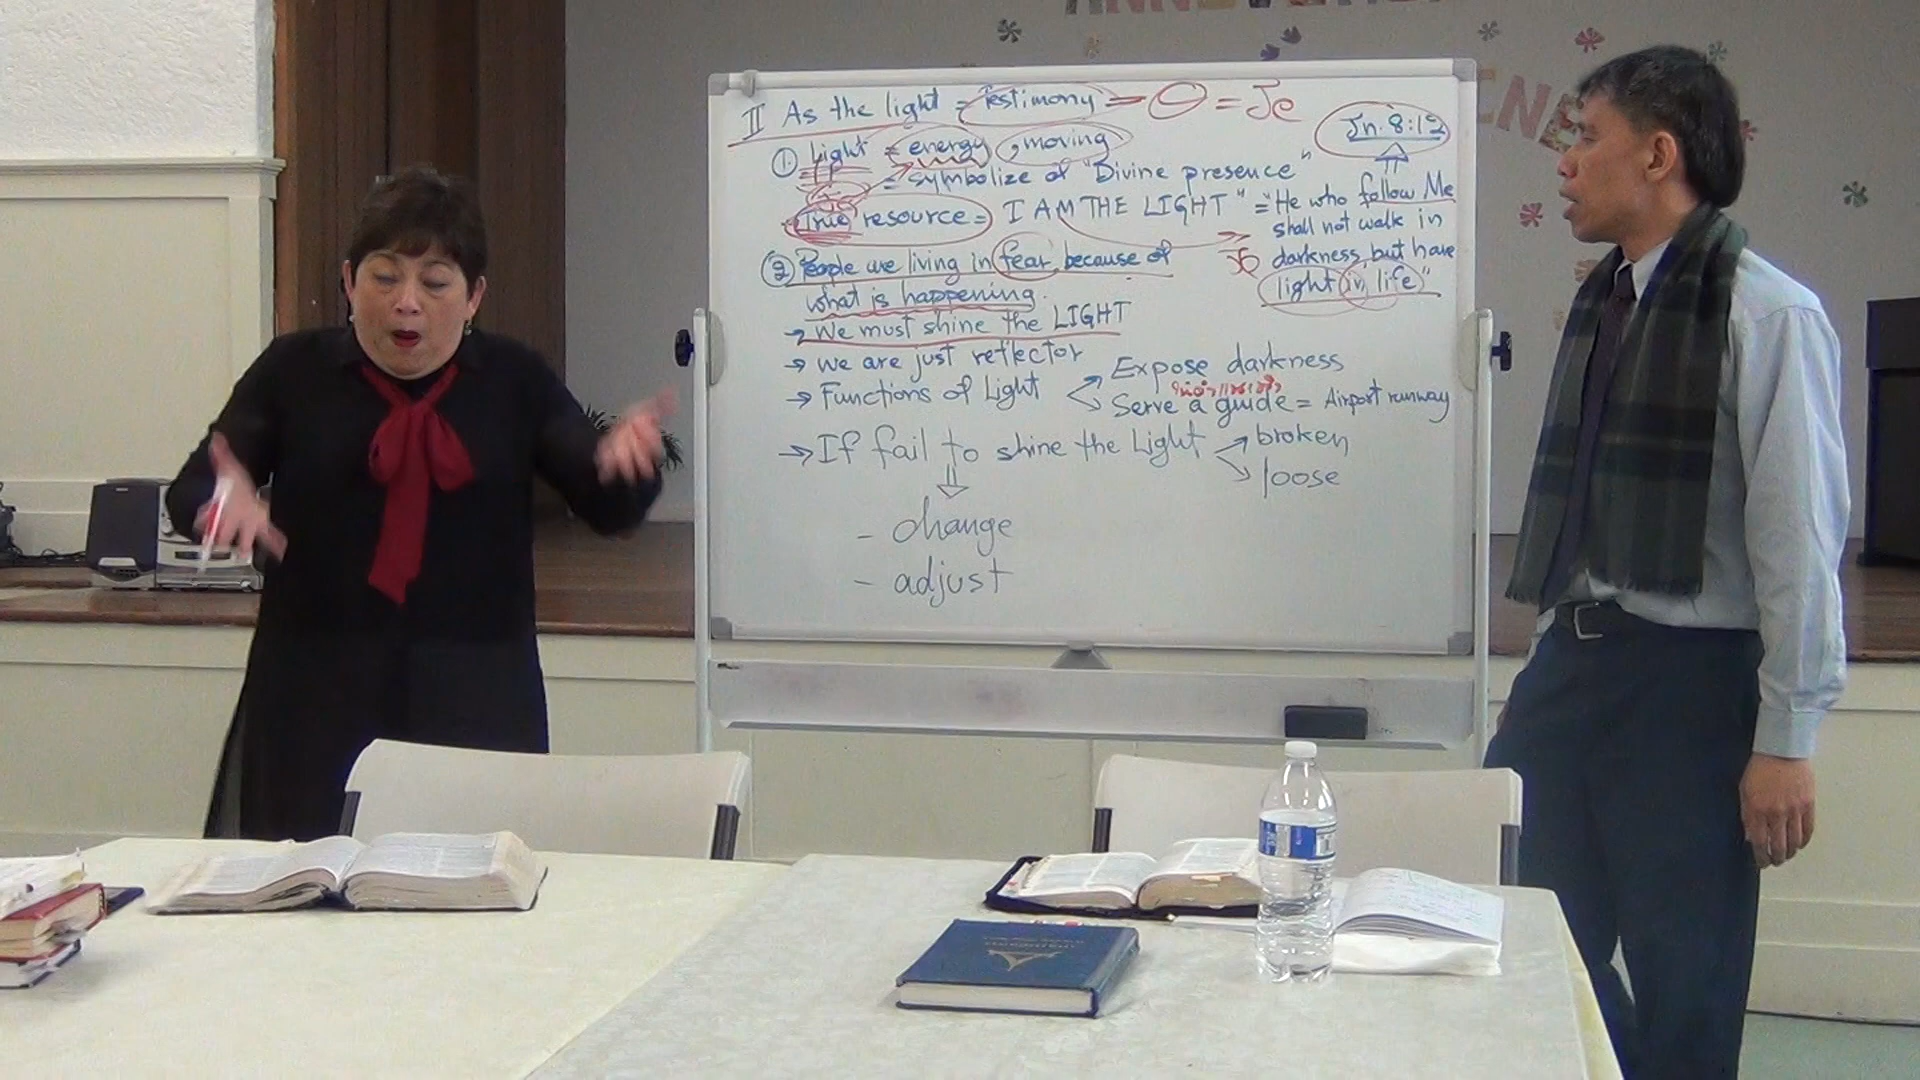 II As the light = Testimony = = Je
Jn. 8:12
① Light = energy, moving
= symbolize of "Divine presence"
True resource = I AM THE LIGHT" = "He who follow Me
shall not walk in
darkness, but have
light in life"
② People are living in fear, because of
what is happening.
→ We must shine the LIGHT
→ we are just reflector
→ Functions of Light
Expose darkness
Serve a guide = Airport runway
→ If fail to shine the Light
broken
loose
- change
- adjust